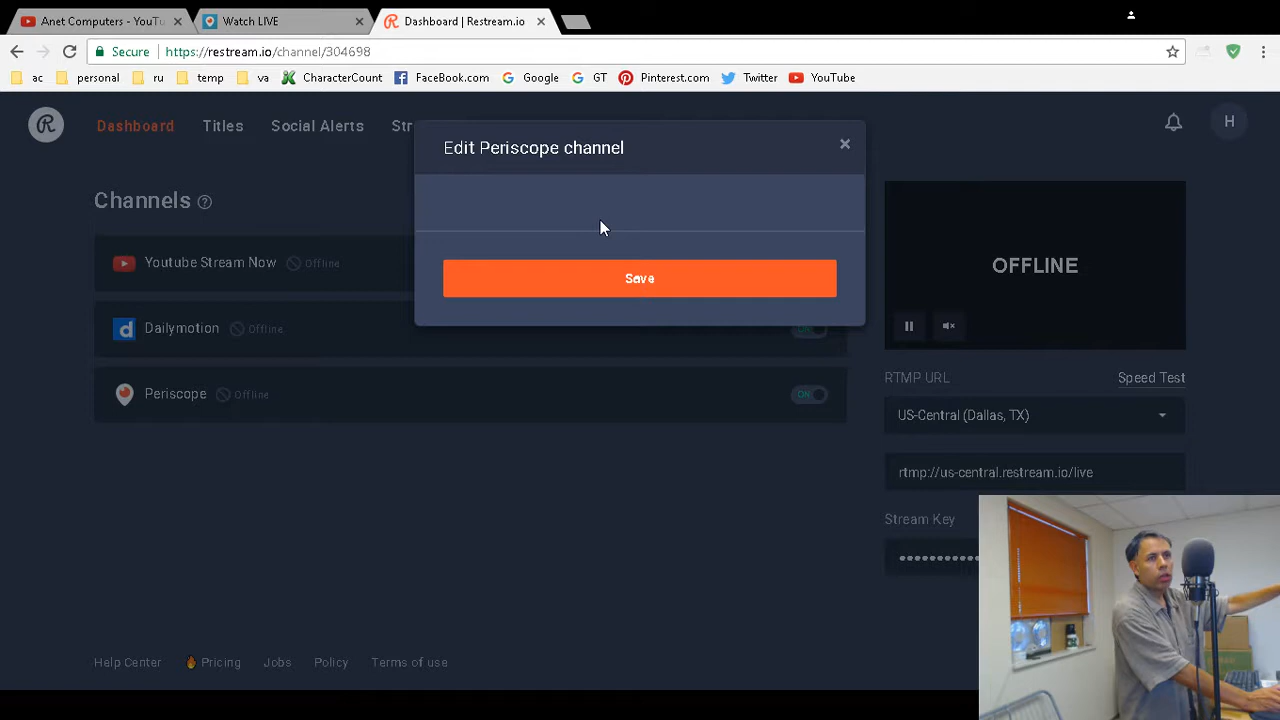 Anet Computers - YouTu
Watch LIVE
Dashboard | Restream.io
Secure
https://restream.io/channel/304698
ac
personal
ru
temp
va
CharacterCount
FaceBook.com
Google
GT
Pinterest.com
Twitter
YouTube
Dashboard
Titles
Social Alerts
Str
H
Edit Periscope channel
×
Save
Channels ?
Youtube Stream Now Offline
Dailymotion Offline
ON
Periscope Offline
ON
OFFLINE
RTMP URL
Speed Test
US-Central (Dallas, TX)
rtmp://us-central.restream.io/live
Stream Key
Help Center
Pricing
Jobs
Policy
Terms of use